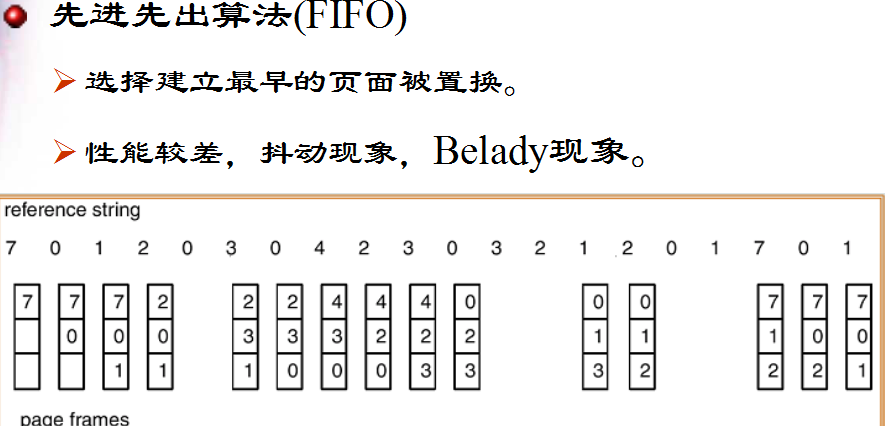 先进先出算法(FIFO)
选择建立最早的页面被置换。
性能较差，抖动现象，Belady现象。
reference string
7 0 1 2 0 3 0 4 2 3 0 3 2 1 2 0 1 7 0 1
7 7 7 2 2 2 4 4 4 0 0 0 7 7 7
0 0 0 3 3 3 2 2 2 1 1 1 0 0
1 1 1 0 0 0 3 3 3 2 2 2 1
page frames